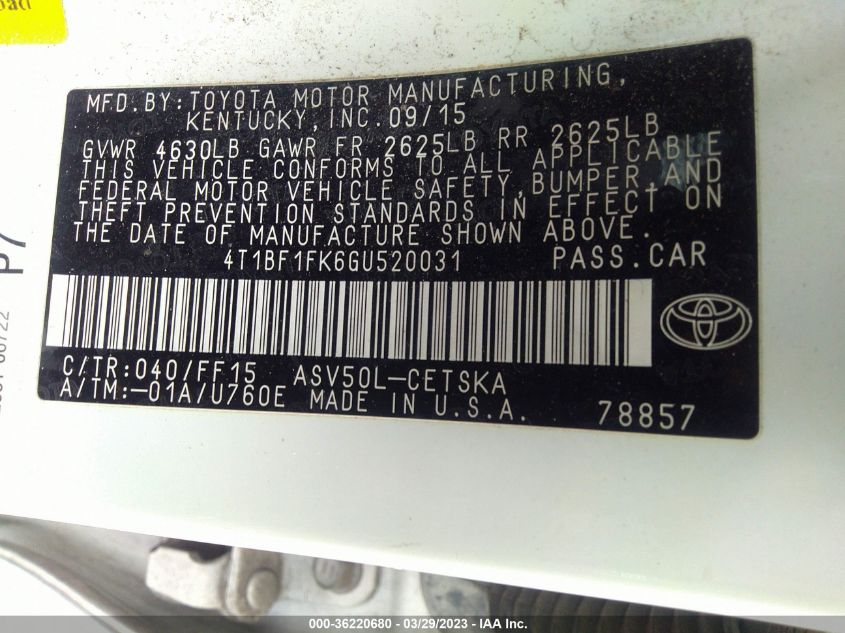 MFD.BY:TOYOTA MOTOR MANUFACTURING,
KENTUCKY,INC.09/15
GVWR 4630LB GAWR FR 2625LB RR 2625LB
THIS VEHICLE CONFORMS TO ALL APPLICABLE
FEDERAL MOTOR VEHICLE SAFETY,BUMPER,AND
THEFT PREVENTION STANDARDS IN EFFECT ON
THE DATE OF MANUFACTURE SHOWN ABOVE.
4T1BF1FK6GU520031 PASS.CAR
C/TR:040/FF15 ASV50L-CETSKA
A/TM:-01A/U760E MADE IN U.S.A. 78857
P7
000-36220680 - 03/29/2023 - IAA Inc.